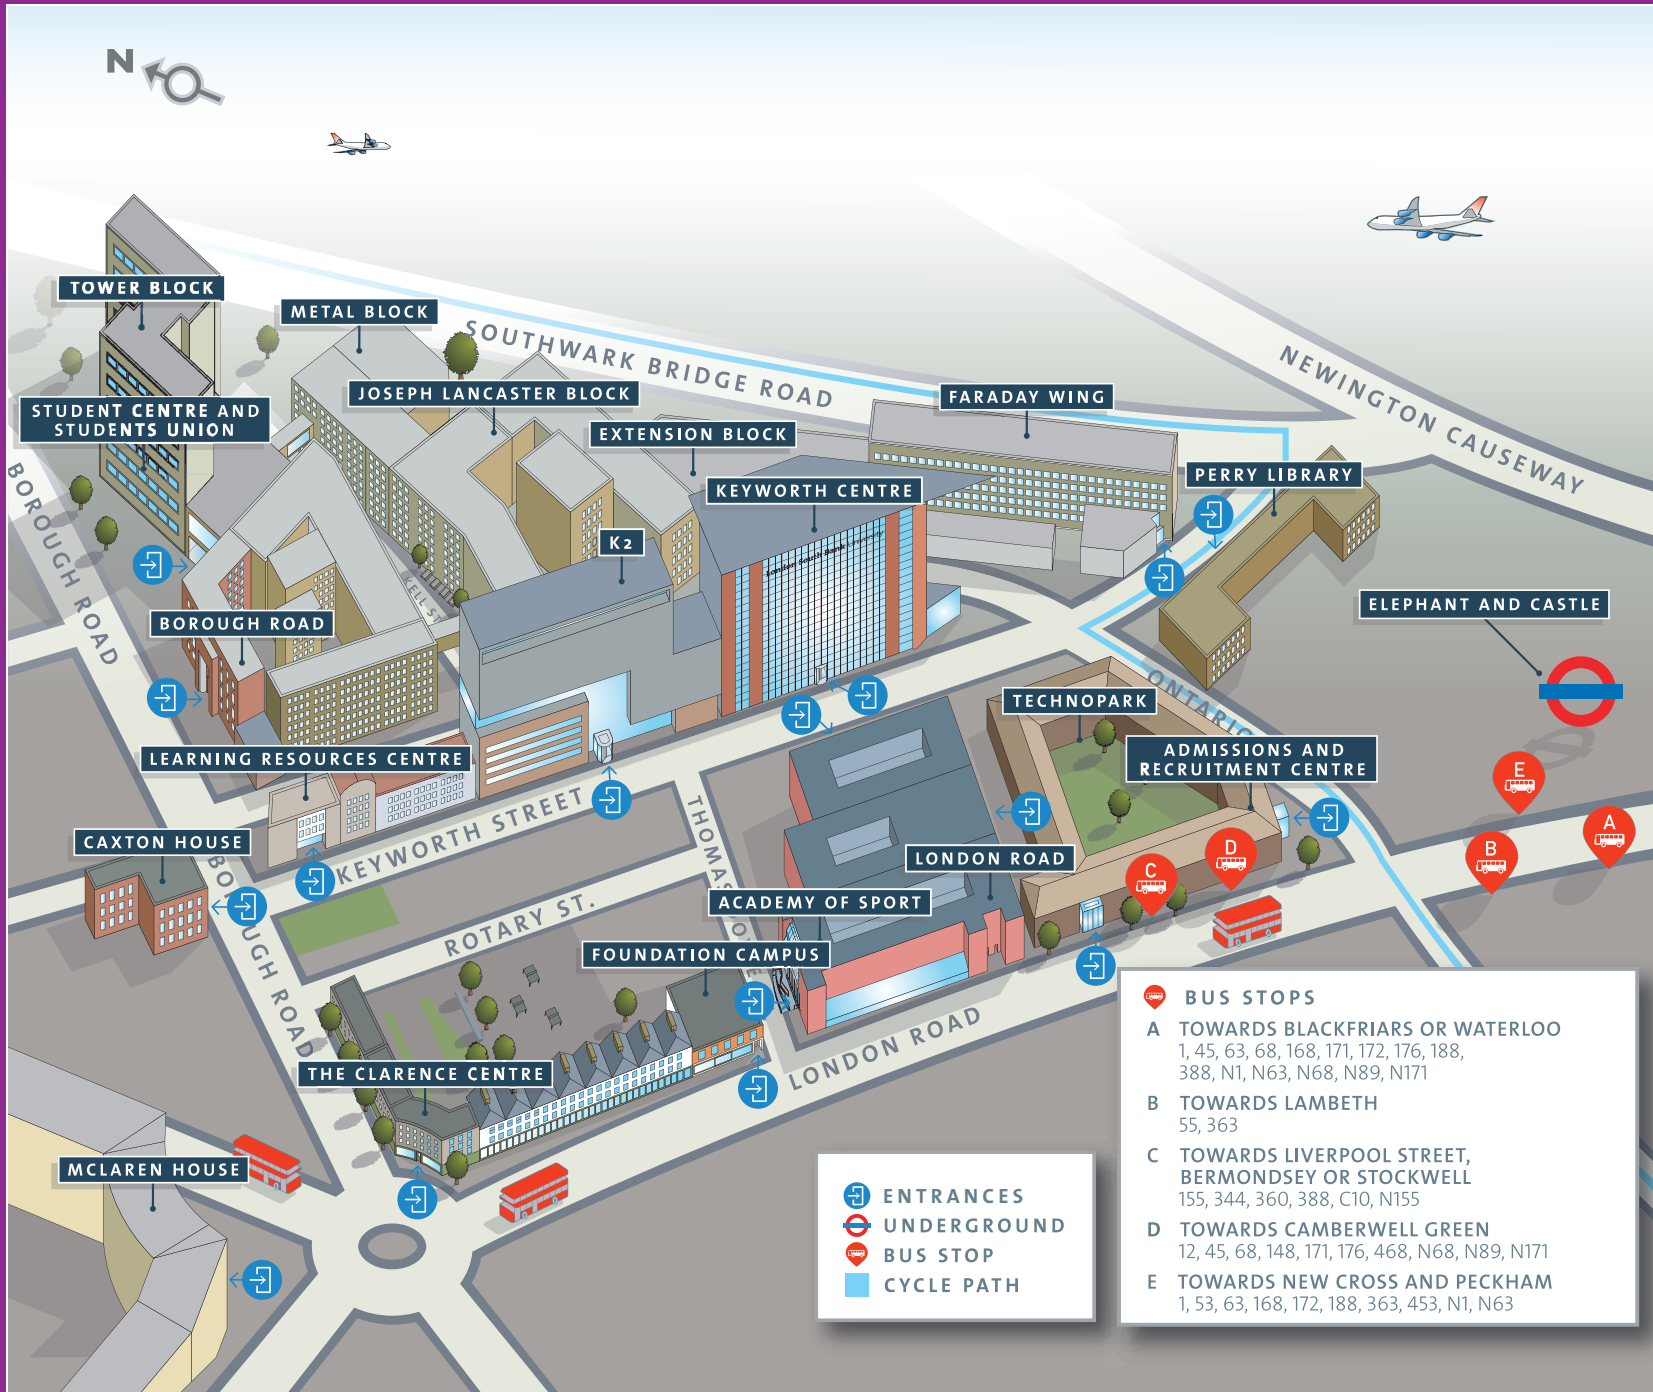 N
TOWER BLOCK
METAL BLOCK
SOUTHWARK BRIDGE ROAD
NEWINGTON CAUSEWAY
STUDENT CENTRE AND
STUDENTS UNION
JOSEPH LANCASTER BLOCK
FARADAY WING
EXTENSION BLOCK
KEYWORTH CENTRE
PERRY LIBRARY
London South Bank University
K2
BOROUGH ROAD
KELL ST.
BOROUGH ROAD
ELEPHANT AND CASTLE
TECHNOPARK
ONTARIO
LEARNING RESOURCES CENTRE
ADMISSIONS AND
RECRUITMENT CENTRE
KEYWORTH STREET
CAXTON HOUSE
LONDON ROAD
E
A
B
D
C
BOROUGH ROAD
ROTARY ST.
ACADEMY OF SPORT
FOUNDATION CAMPUS
THE CLARENCE CENTRE
LONDON ROAD
MCLAREN HOUSE
ENTRANCES
UNDERGROUND
BUS STOP
CYCLE PATH
BUS STOPS
A TOWARDS BLACKFRIARS OR WATERLOO
1, 45, 63, 68, 168, 171, 172, 176, 188,
388, N1, N63, N68, N89, N171
B TOWARDS LAMBETH
55, 363
C TOWARDS LIVERPOOL STREET,
BERMONDSEY OR STOCKWELL
155, 344, 360, 388, C10, N155
D TOWARDS CAMBERWELL GREEN
12, 45, 68, 148, 171, 176, 468, N68, N89, N171
E TOWARDS NEW CROSS AND PECKHAM
1, 53, 63, 168, 172, 188, 363, 453, N1, N63